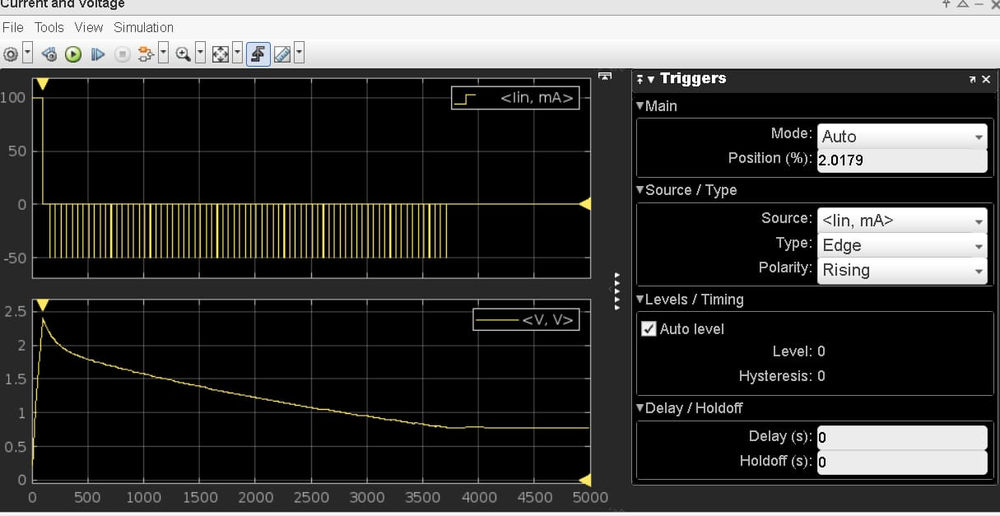 Current and Voltage
File Tools View Simulation
100
50
0
-50
<Iin, mA>
2.5
2
1.5
1
0.5
0
<V, V>
0 500 1000 1500 2000 2500 3000 3500 4000 4500 5000
Triggers
Main
Mode: Auto
Position (%): 2.0179
Source / Type
Source: <Iin, mA>
Type: Edge
Polarity: Rising
Levels / Timing
Auto level
Level: 0
Hysteresis: 0
Delay / Holdoff
Delay (s): 0
Holdoff (s): 0